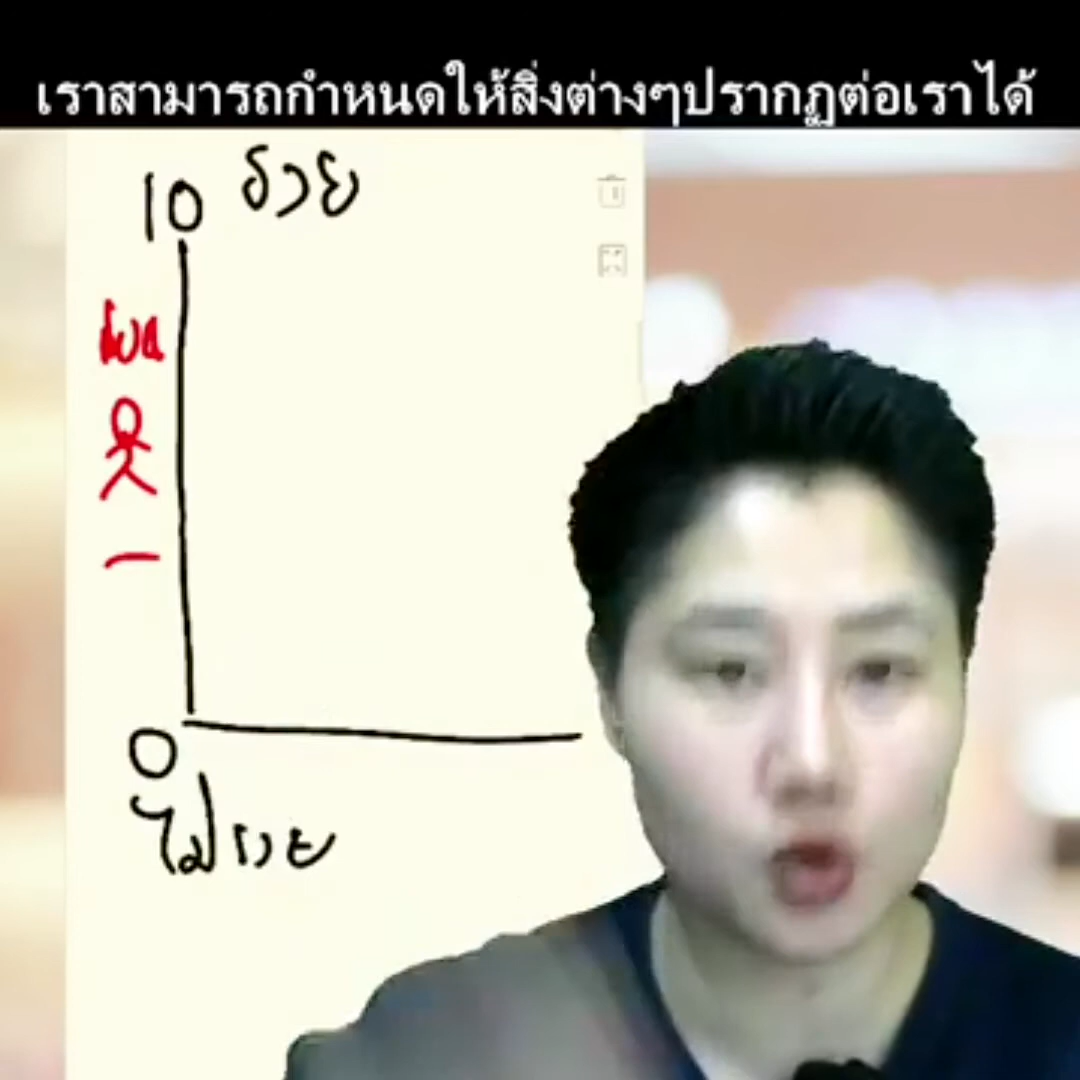 เราสามารถกำหนดให้สิ่งต่างๆปรากฏต่อเราได้
10 รวย
0
ไม่รวย